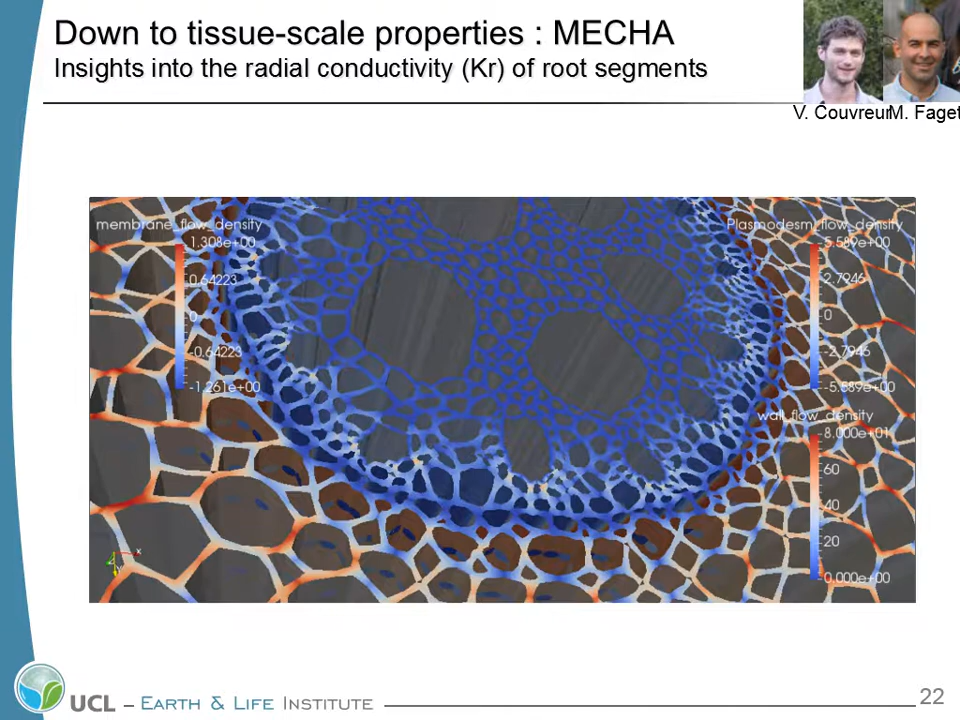 Down to tissue-scale properties : MECHA
Insights into the radial conductivity (Kr) of root segments
V. Couvreur
M. Faget
membrane_flow_density
1.308e+00
0.64223
0
-0.64223
-1.261e+00
Plasmodesm_flow_density
5.589e+00
2.7946
0
-2.7946
-5.589e+00
wall_flow_density
8.000e+01
60
40
20
0.000e+00
x
y
UCL – EARTH & LIFE INSTITUTE
22